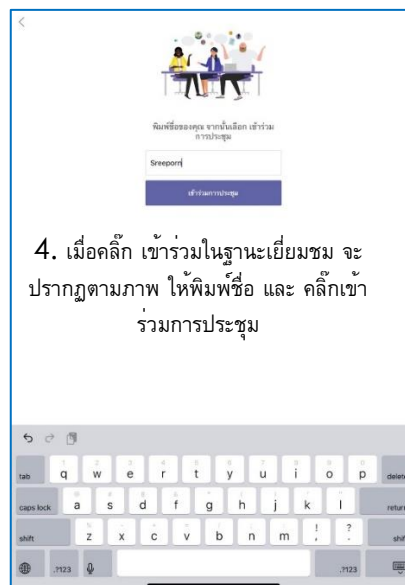 พิมพ์ชื่อของคุณ จากนั้นเลือก เข้าร่วม
การประชุม
Sreeporn
เข้าร่วมการประชุม
4. เมื่อคลิ๊ก เข้าร่วมในฐานะเยี่ยมชม จะ
ปรากฏตามภาพ ให้พิมพ์ชื่อ และ คลิ๊กเข้า
ร่วมการประชุม
tab q w e r t y u i o p delete
caps lock a s d f g h j k l return
shift z x c v b n m ! , ? . shift
.?123 .?123